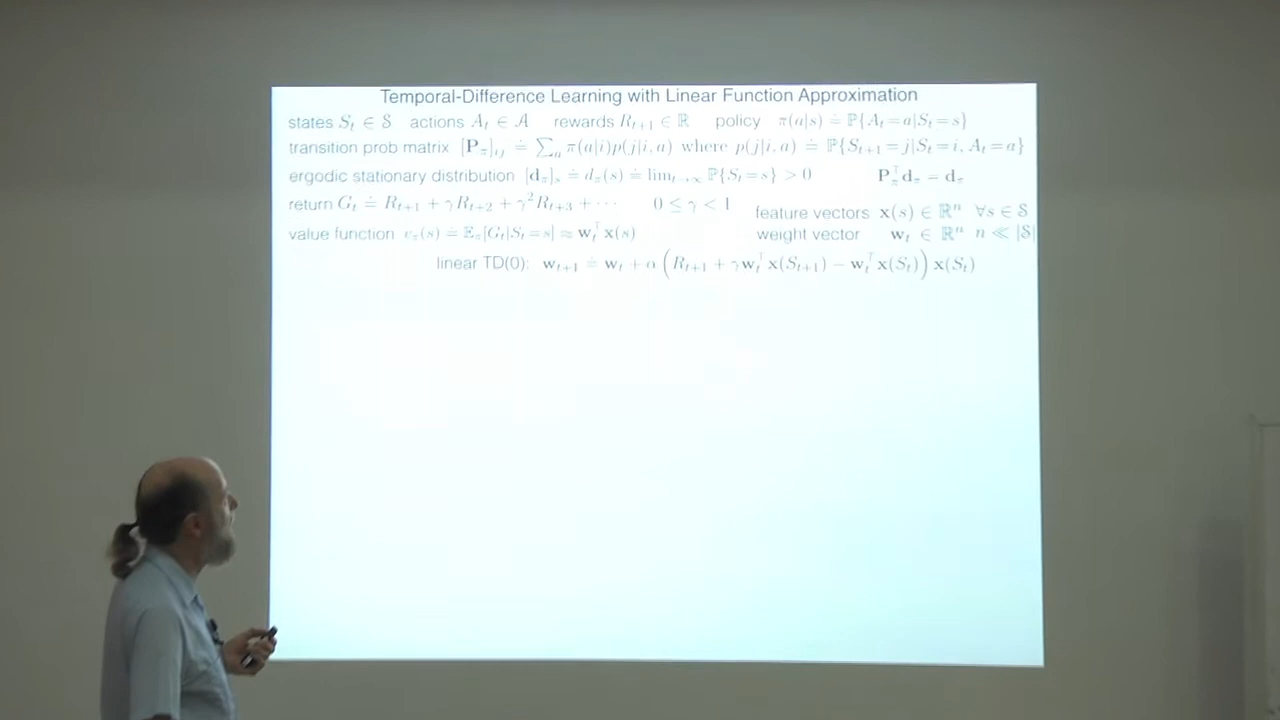 Temporal-Difference Learning with Linear Function Approximation
states S_t ∈ 𝒮 actions A_t ∈ 𝒜 rewards R_{t+1} ∈ ℝ policy π(a|s) ≐ ℙ{A_t = a|S_t = s}
transition prob matrix [𝐏_π]_{ij} ≐ ∑_a π(a|i)p(j|i, a) where p(j|i, a) ≐ ℙ{S_{t+1} = j|S_t = i, A_t = a}
ergodic stationary distribution [𝐝_π]_s ≐ d_π(s) ≐ lim_{t→∞} ℙ{S_t = s} > 0 𝐏_π^⊤ 𝐝_π = 𝐝_π
return G_t ≐ R_{t+1} + γR_{t+2} + γ²R_{t+3} + ⋯ 0 ≤ γ < 1
feature vectors 𝐱(s) ∈ ℝⁿ ∀s ∈ 𝒮
value function v_π(s) ≐ 𝔼_π[G_t|S_t = s] ≈ 𝐰_t^⊤ 𝐱(s)
weight vector 𝐰_t ∈ ℝⁿ n ≪ |𝒮|
linear TD(0): 𝐰_{t+1} ≐ 𝐰_t + α (R_{t+1} + γ𝐰_t^⊤ 𝐱(S_{t+1}) − 𝐰_t^⊤ 𝐱(S_t)) 𝐱(S_t)